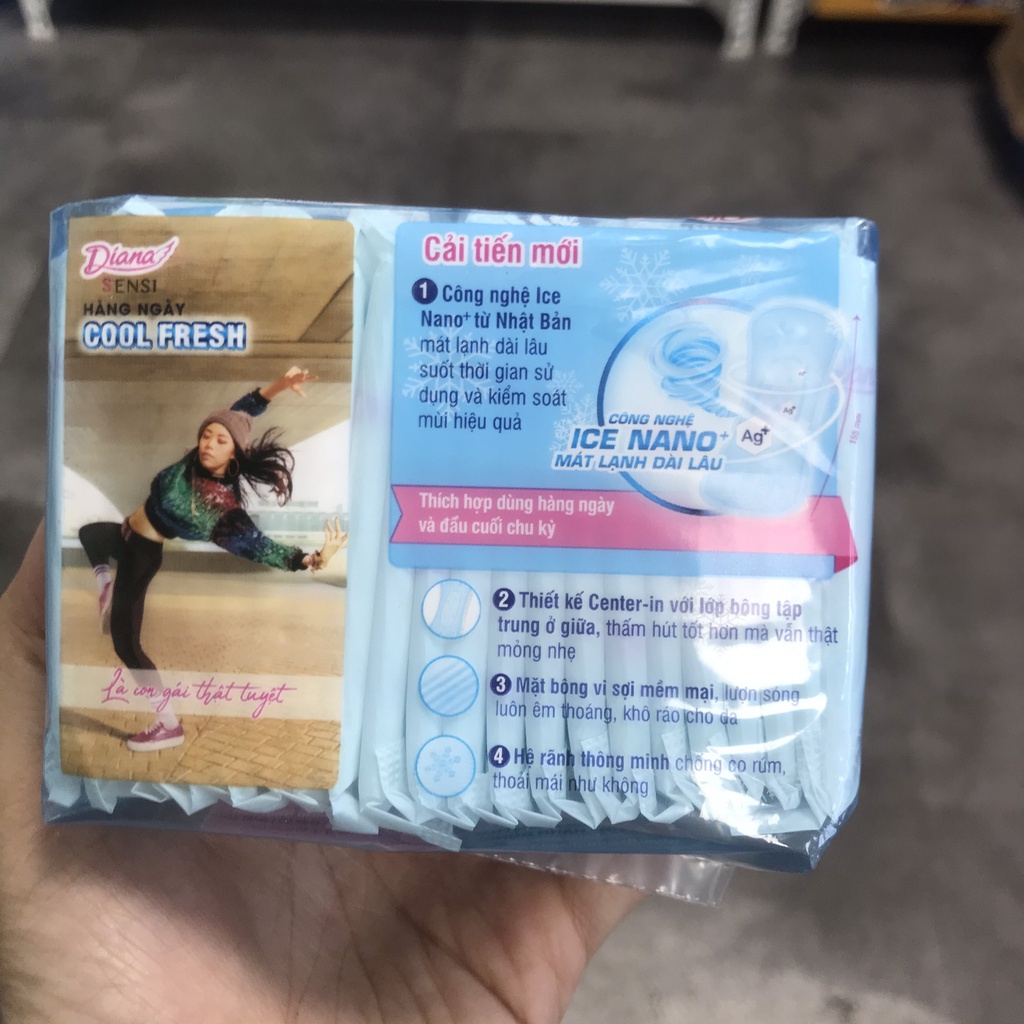 Diana
SENSI
HÀNG NGÀY
COOL FRESH
Là con gái thật tuyệt
Cải tiến mới
1 Công nghệ Ice
Nano+ từ Nhật Bản
mát lạnh dài lâu
suốt thời gian sử
dụng và kiểm soát
mùi hiệu quả
CÔNG NGHỆ
ICE NANO+
MÁT LẠNH DÀI LÂU
Ag+
Ag+
Thích hợp dùng hàng ngày
và đầu cuối chu kỳ
2 Thiết kế Center-in với lớp bông tập
trung ở giữa, thấm hút tốt hơn mà vẫn thật
mỏng nhẹ
3 Mặt bông vi sợi mềm mại, lượn sóng
luôn êm thoáng, khô ráo cho da
4 Hệ rãnh thông minh chống co rúm,
thoải mái như không